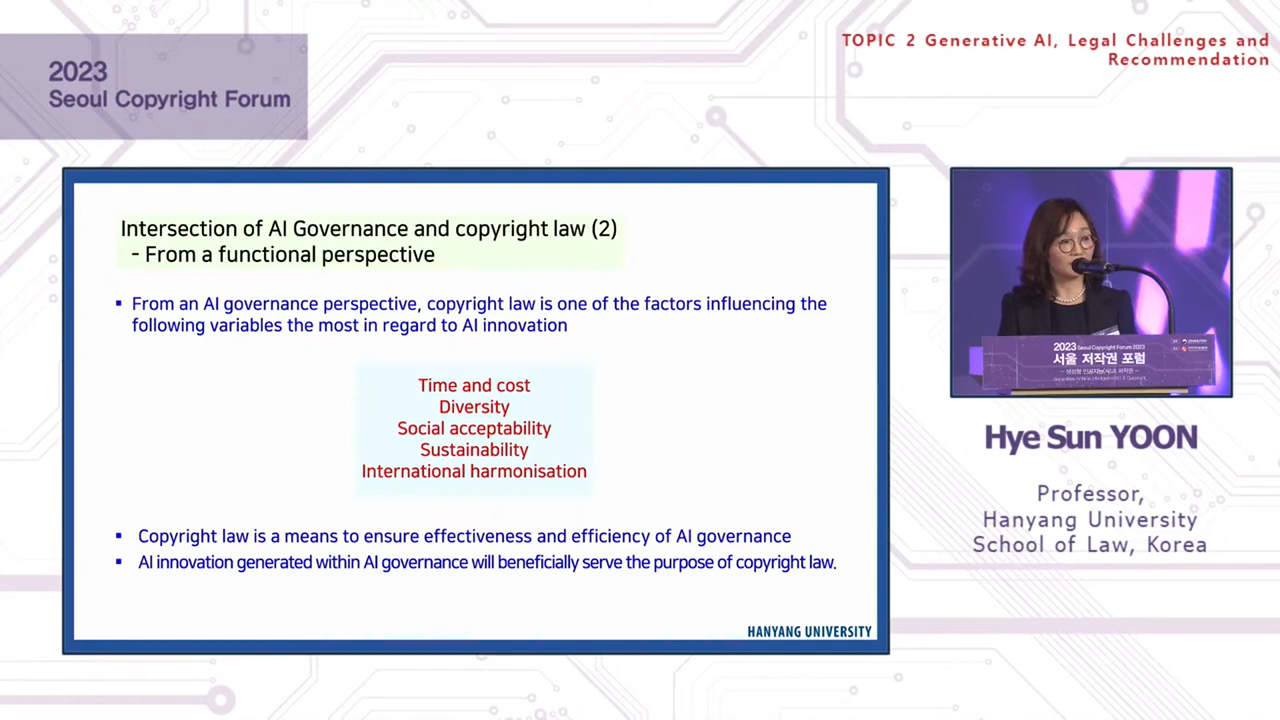 TOPIC 2 Generative AI, Legal Challenges and
Recommendation
2023
Seoul Copyright Forum
Intersection of AI Governance and copyright law (2)
- From a functional perspective
▪ From an AI governance perspective, copyright law is one of the factors influencing the
following variables the most in regard to AI innovation
Time and cost
Diversity
Social acceptability
Sustainability
International harmonisation
▪ Copyright law is a means to ensure effectiveness and efficiency of AI governance
▪ AI innovation generated within AI governance will beneficially serve the purpose of copyright law.
HANYANG UNIVERSITY
2023 Seoul Copyright Forum 2023
서울 저작권 포럼
Hye Sun YOON
Professor,
Hanyang University
School of Law, Korea